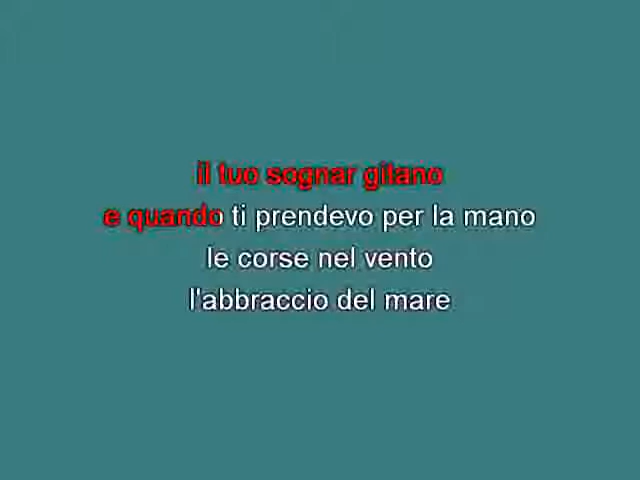 il tuo sognar gitano
e quando ti prendevo per la mano
le corse nel vento
l'abbraccio del mare